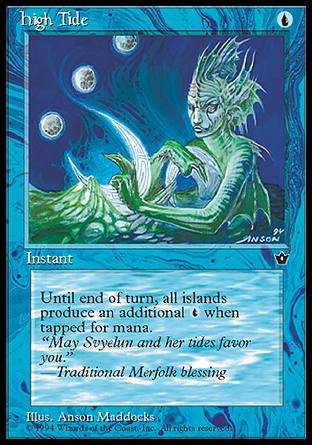 High Tide
94
ANSON
Instant
Until end of turn, all islands
produce an additional when
tapped for mana.
“May Svyelun and her tides favor
you.”
Traditional Merfolk blessing
Illus. Anson Maddocks
©1994 Wizards of the Coast, Inc. All rights reserved.